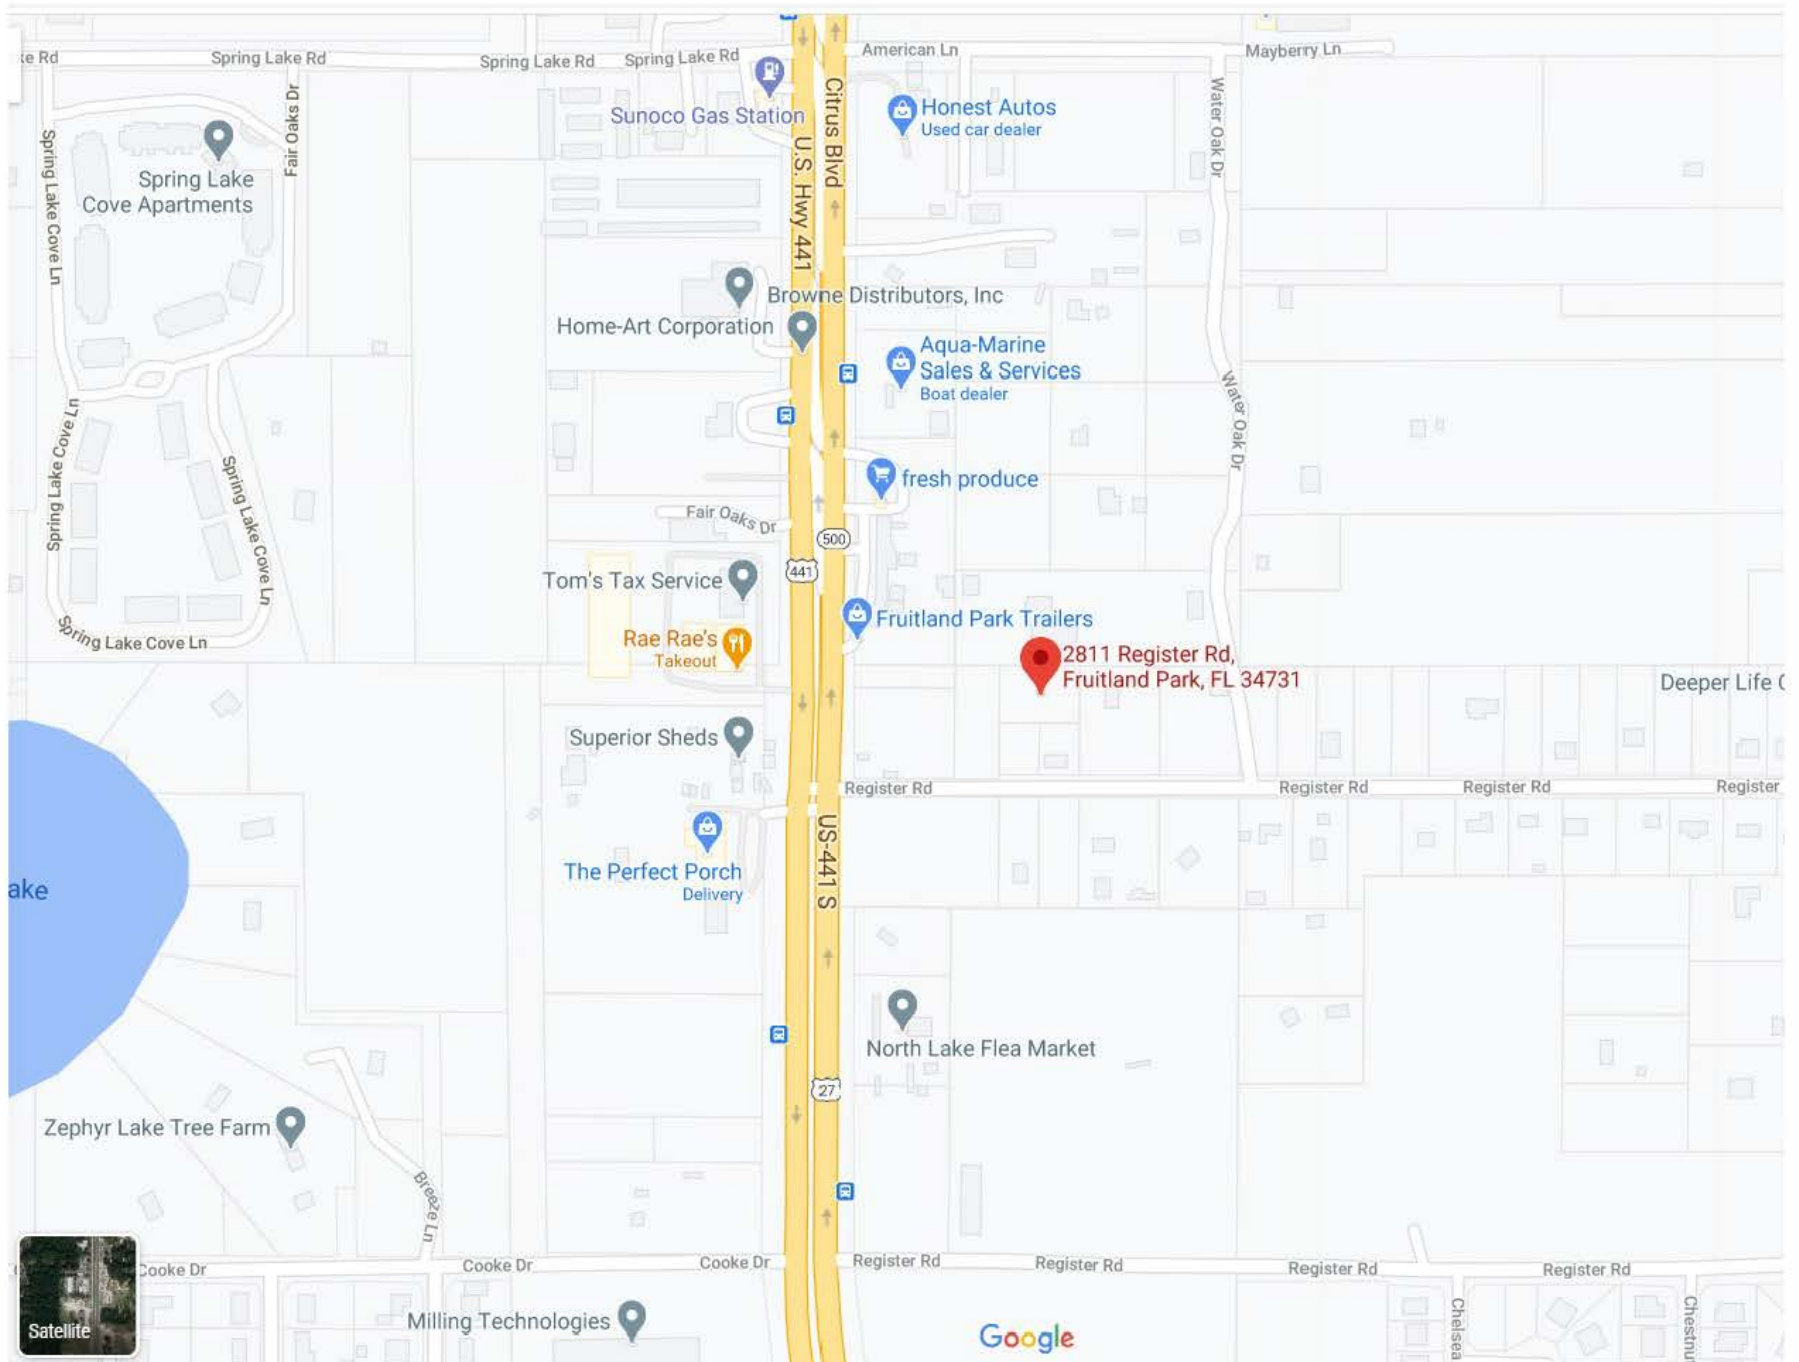 ke Rd
Spring Lake Rd
Spring Lake Rd
Spring Lake Rd
American Ln
Mayberry Ln
Sunoco Gas Station
Citrus Blvd
U.S. Hwy 441
Honest Autos
Used car dealer
Water Oak Dr
Fair Oaks Dr
Spring Lake Cove Ln
Spring Lake
Cove Apartments
Browne Distributors, Inc
Home-Art Corporation
Aqua-Marine
Sales & Services
Boat dealer
Water Oak Dr
Spring Lake Cove Ln
Spring Lake Cove Ln
fresh produce
Fair Oaks Dr
500
441
Tom's Tax Service
Fruitland Park Trailers
Rae Rae's
Takeout
Spring Lake Cove Ln
2811 Register Rd,
Fruitland Park, FL 34731
Deeper Life C
Superior Sheds
Register Rd
Register Rd
Register Rd
Register
US-441 S
The Perfect Porch
Delivery
ake
North Lake Flea Market
27
Zephyr Lake Tree Farm
Breeze Ln
Cooke Dr
Cooke Dr
Cooke Dr
Register Rd
Register Rd
Register Rd
Register Rd
Milling Technologies
Chelsea
Chestnu
Satellite
Google